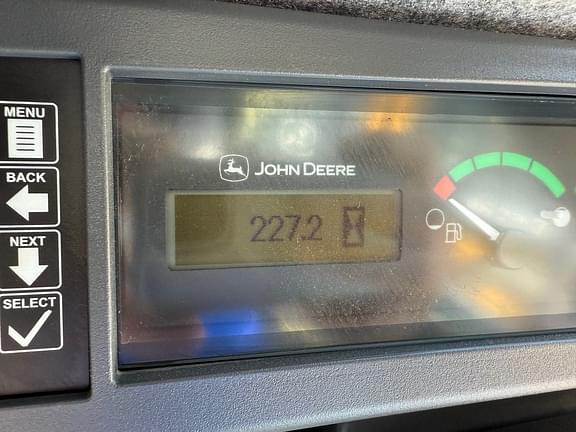 MENU
BACK
NEXT
SELECT
JOHN DEERE
227.2